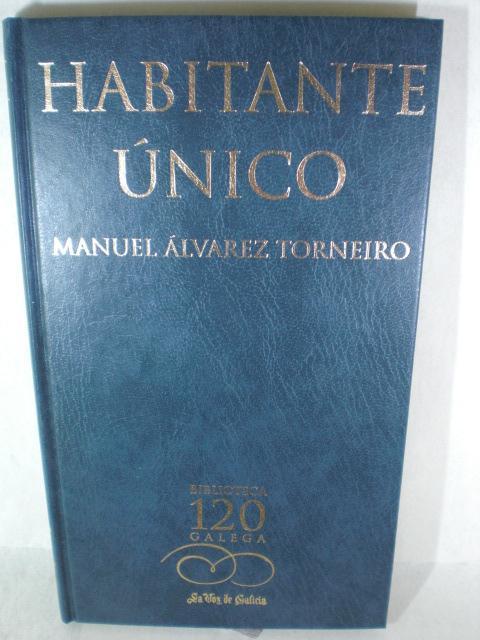 HABITANTE
ÚNICO
MANUEL ÁLVAREZ TORNEIRO
BIBLIOTECA
120
GALEGA
La Voz de Galicia